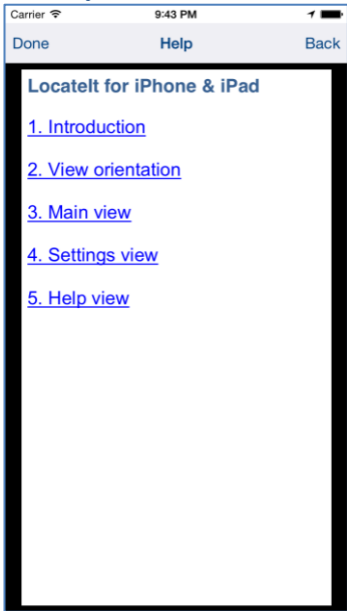 Carrier 9:43 PM
Done Help Back
LocateIt for iPhone & iPad
1. Introduction
2. View orientation
3. Main view
4. Settings view
5. Help view